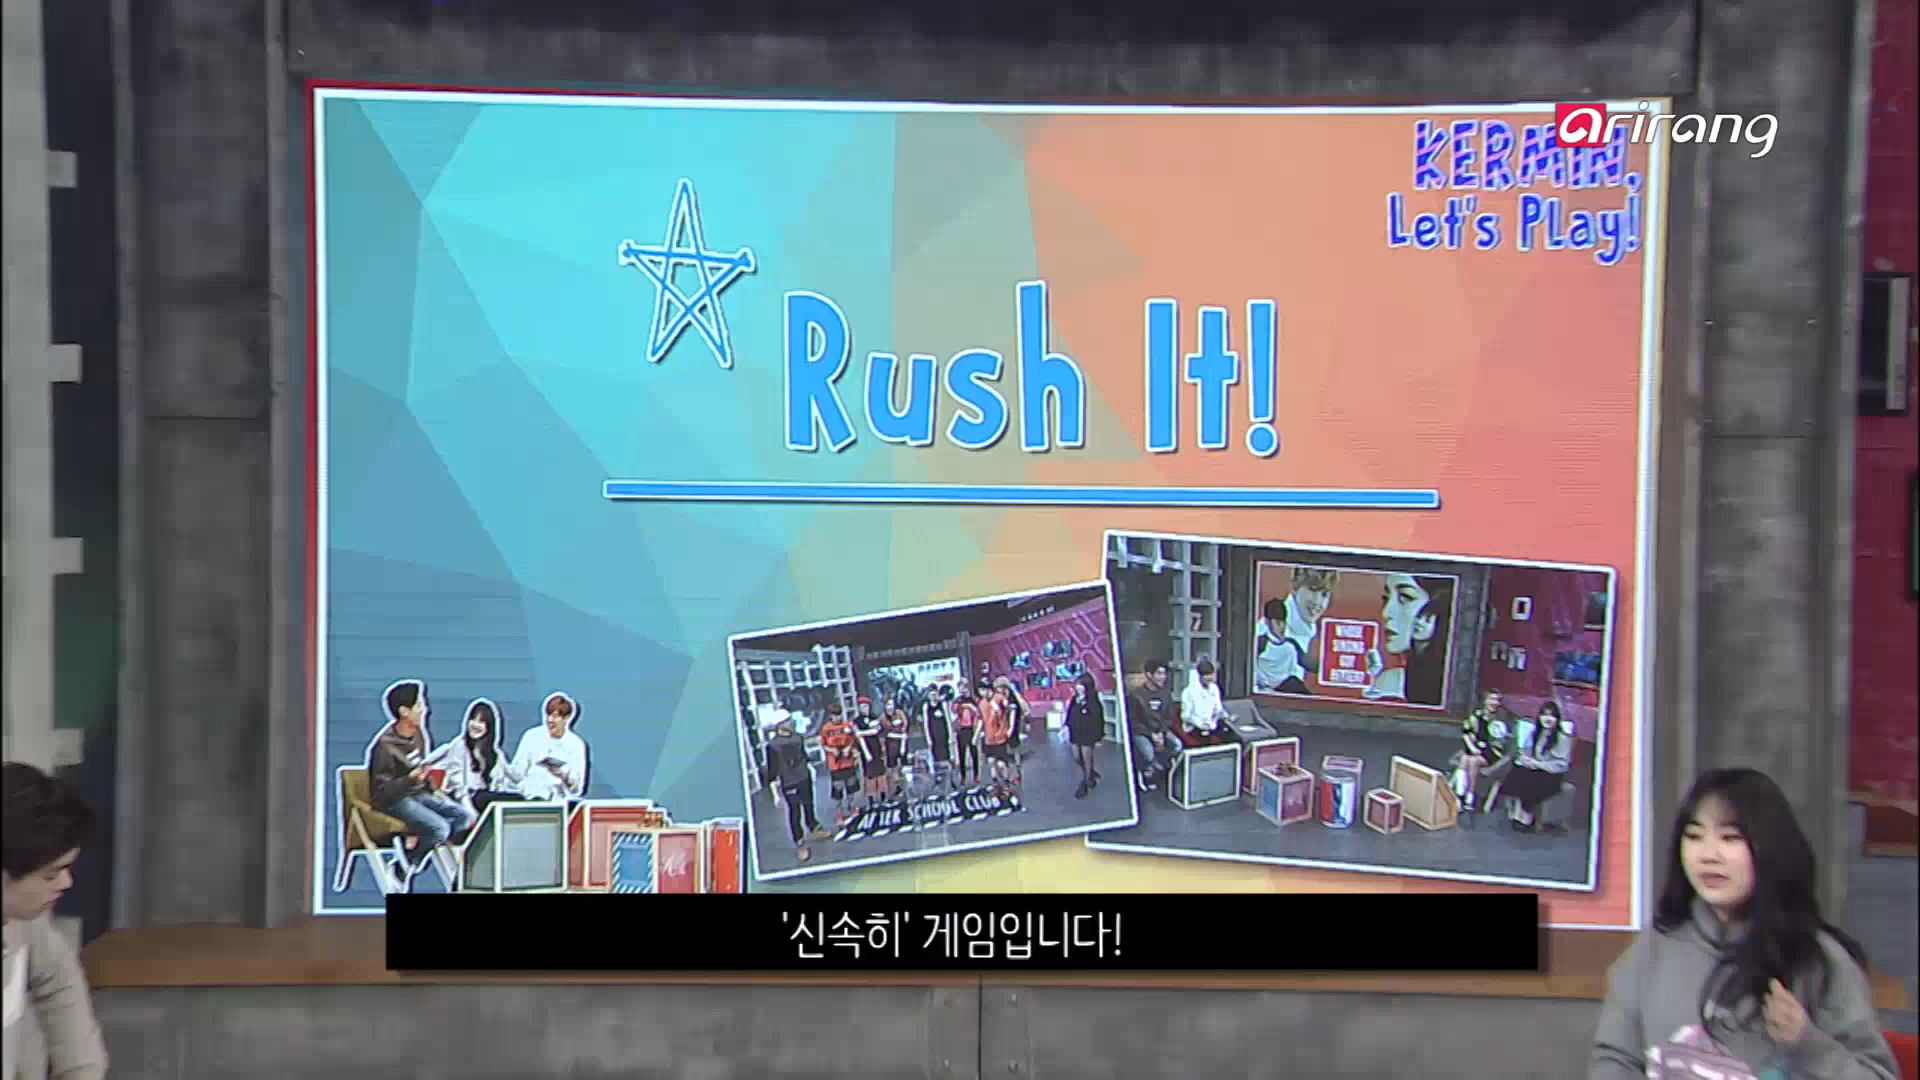 arirang
KERMIN,
Let's PLay!
Rush It!
AFTER SCHOOL CLUB
'신속히' 게임입니다!